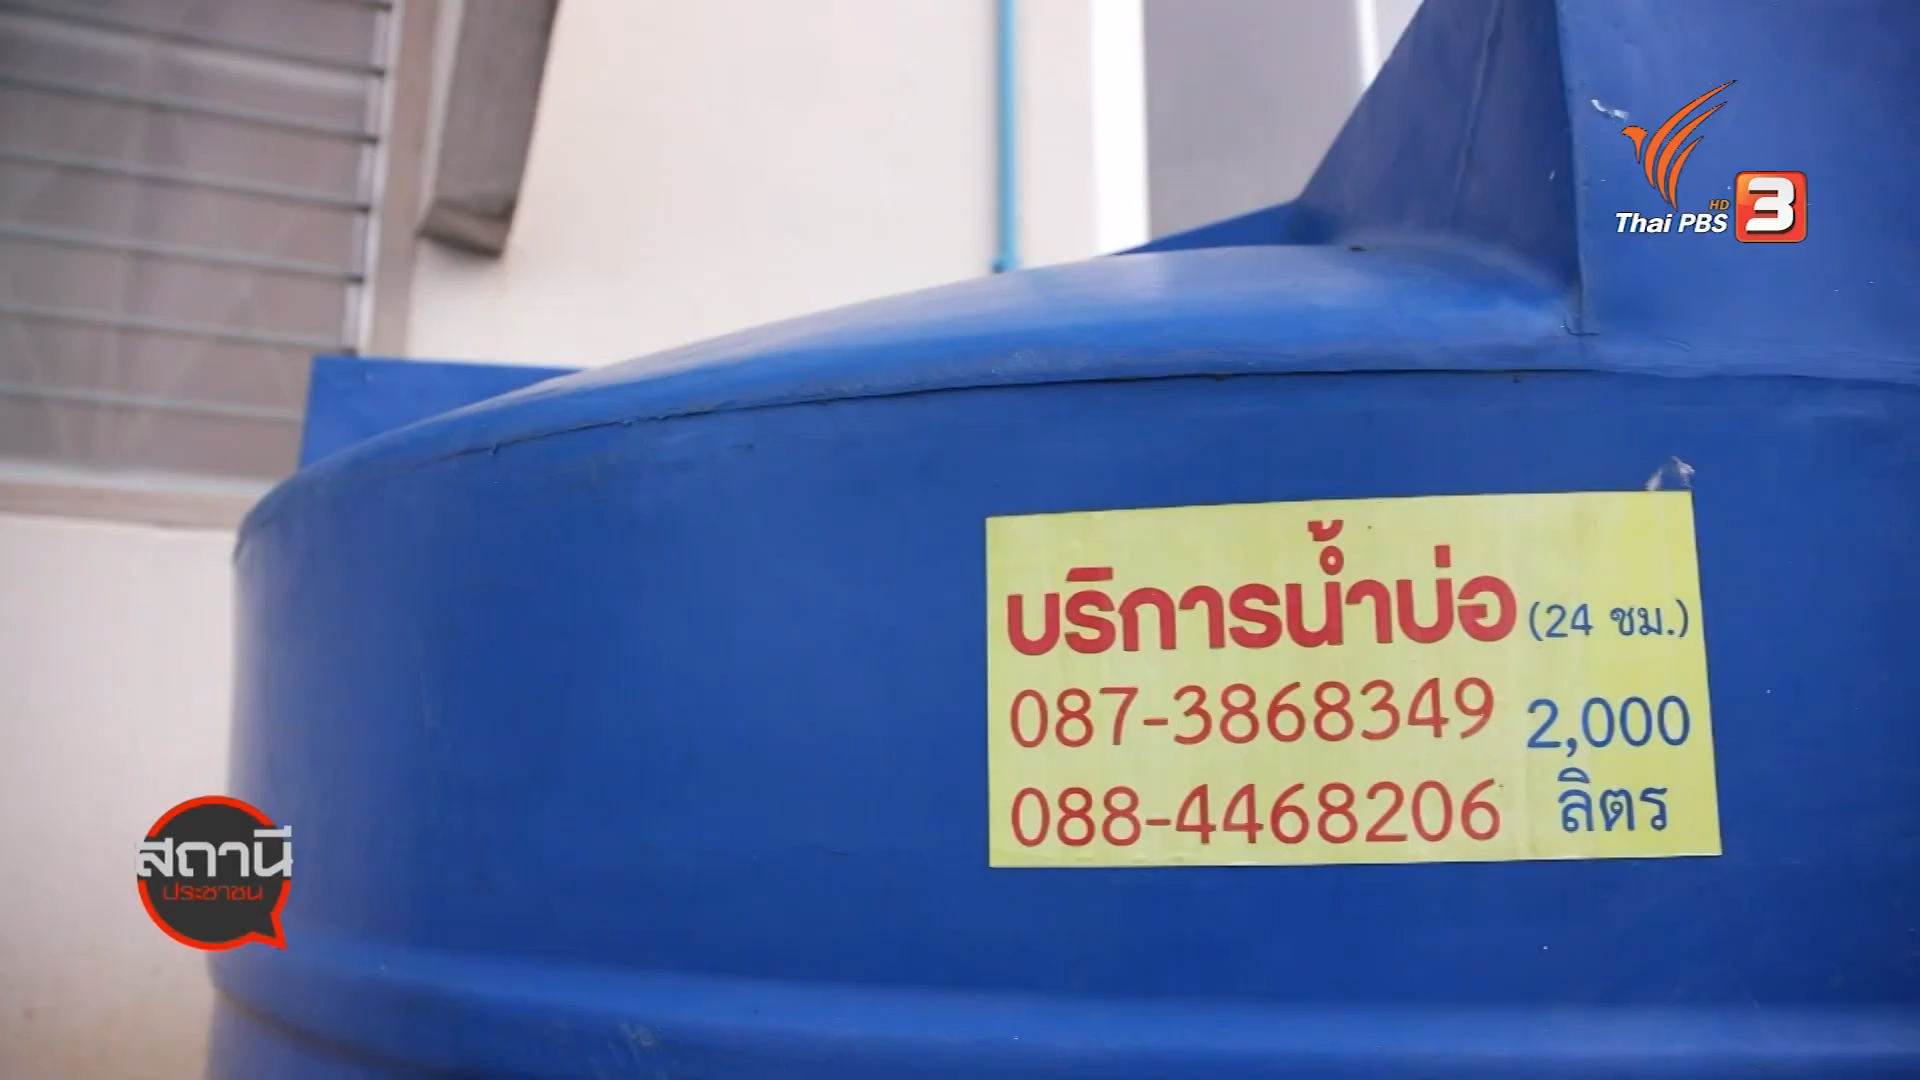 HD
Thai PBS 3
บริการน้ำบ่อ (24 ชม.)
087-3868349 2,000
088-4468206 ลิตร
สถานี
ประชาชน